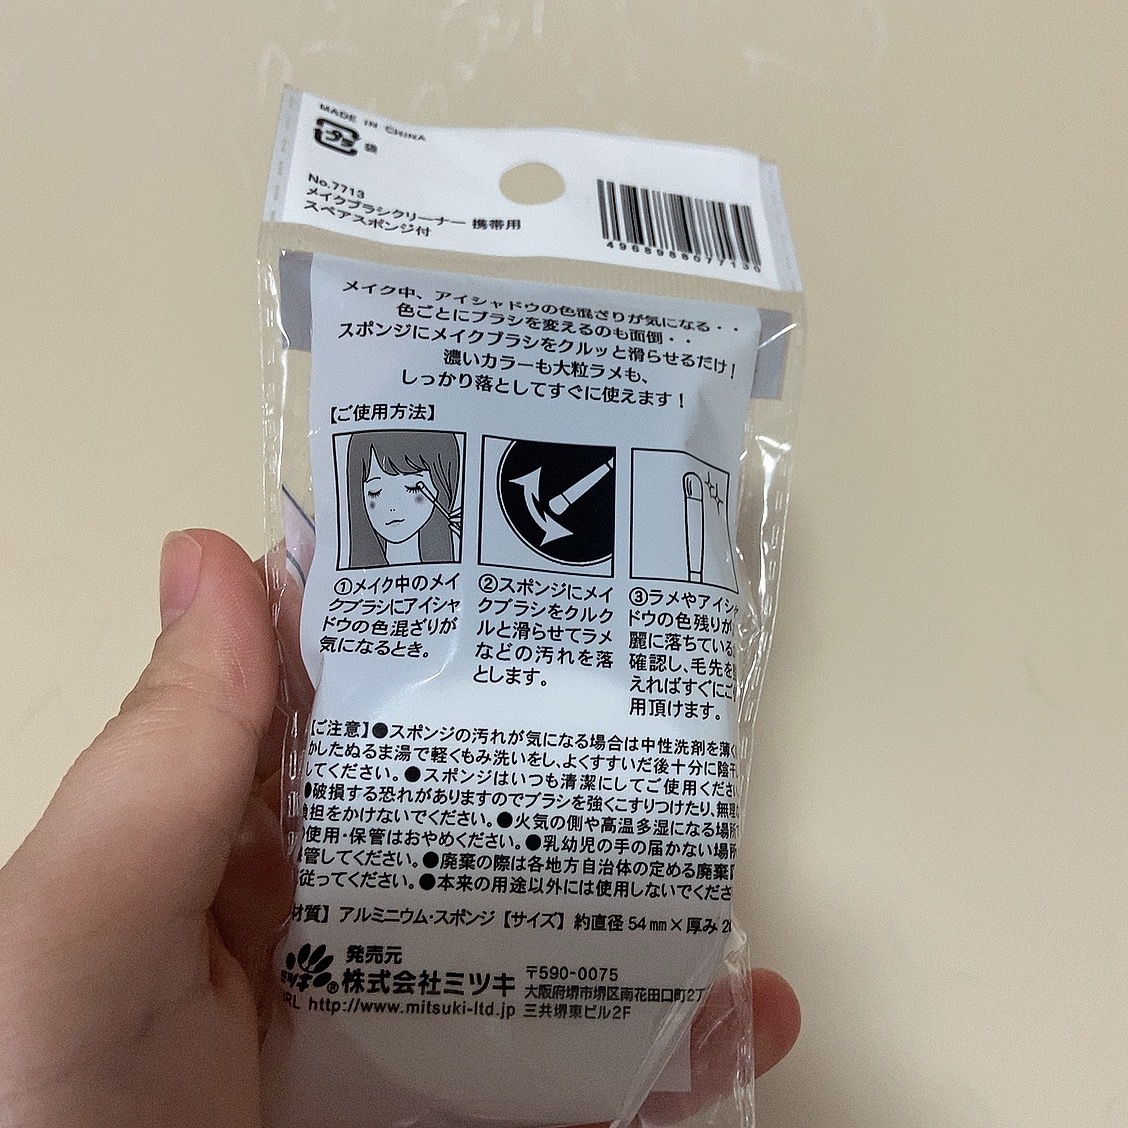 MADE IN CHINA
プラ 袋
No.7713
メイクブラシクリーナー 携帯用
スペアスポンジ付
4968988077130
メイク中、アイシャドウの色混ざりが気になる・・
色ごとにブラシを変えるのも面倒・・
スポンジにメイクブラシをクルッと滑らせるだけ！
濃いカラーも大粒ラメも、
しっかり落としてすぐに使えます！
【ご使用方法】
①メイク中のメイ
クブラシにアイシャ
ドウの色混ざりが
気になるとき。
②スポンジにメイ
クブラシをクルク
ルと滑らせてラメ
などの汚れを落
とします。
③ラメやアイシャ
ドウの色残りが
麗に落ちている
確認し、毛先を
えればすぐにご
用頂けます。
【ご注意】●スポンジの汚れが気になる場合は中性洗剤を薄く
かしたぬるま湯で軽くもみ洗いをし、よくすすいだ後十分に陰干
してください。●スポンジはいつも清潔にしてご使用ください
●破損する恐れがありますのでブラシを強くこすりつけたり、無理
負担をかけないでください。●火気の側や高温多湿になる場所
の使用・保管はおやめください。●乳幼児の手の届かない場所
管してください。●廃棄の際は各地方自治体の定める廃棄
従ってください。●本来の用途以外には使用しないでくださ
材質】アルミニウム・スポンジ【サイズ】約直径54㎜×厚み
ミツキ® 発売元
株式会社ミツキ
URL http://www.mitsuki-ltd.jp
〒590-0075
大阪府堺市堺区南花田口町2丁
三共堺東ビル2F